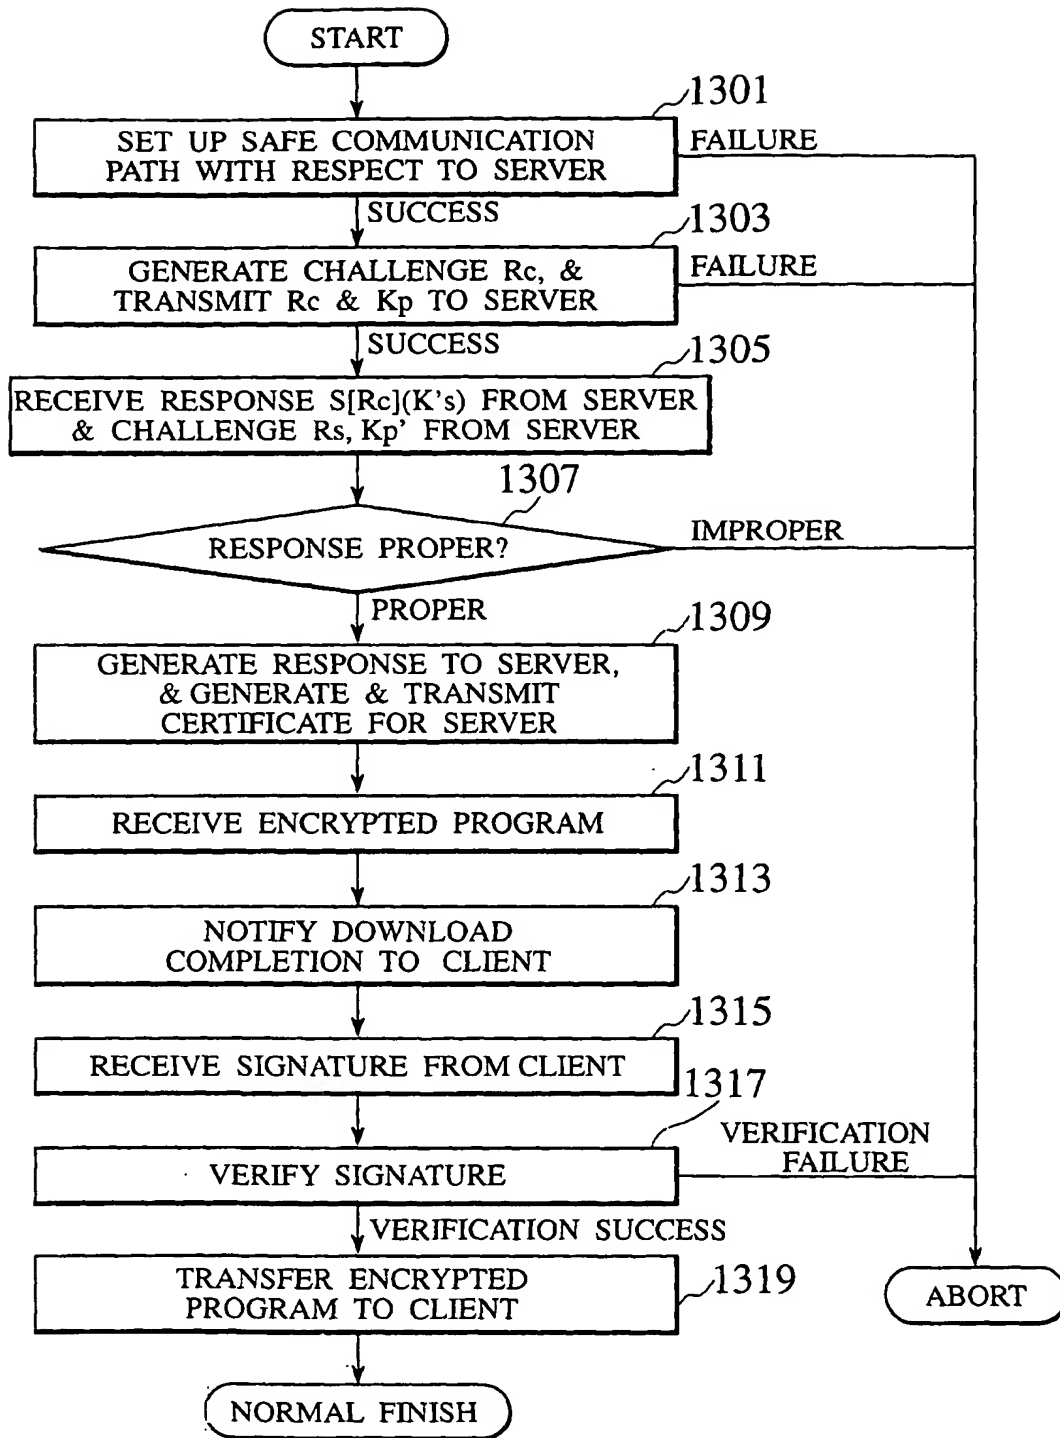 START
1301
SET UP SAFE COMMUNICATION
PATH WITH RESPECT TO SERVER
FAILURE
SUCCESS
1303
GENERATE CHALLENGE Rc, &
TRANSMIT Rc & Kp TO SERVER
FAILURE
SUCCESS
1305
RECEIVE RESPONSE S[Rc](K's) FROM SERVER
& CHALLENGE Rs, Kp' FROM SERVER
1307
RESPONSE PROPER?
IMPROPER
PROPER
1309
GENERATE RESPONSE TO SERVER,
& GENERATE & TRANSMIT
CERTIFICATE FOR SERVER
1311
RECEIVE ENCRYPTED PROGRAM
1313
NOTIFY DOWNLOAD
COMPLETION TO CLIENT
1315
RECEIVE SIGNATURE FROM CLIENT
1317
VERIFY SIGNATURE
VERIFICATION
FAILURE
VERIFICATION SUCCESS
TRANSFER ENCRYPTED
PROGRAM TO CLIENT
1319
ABORT
NORMAL FINISH